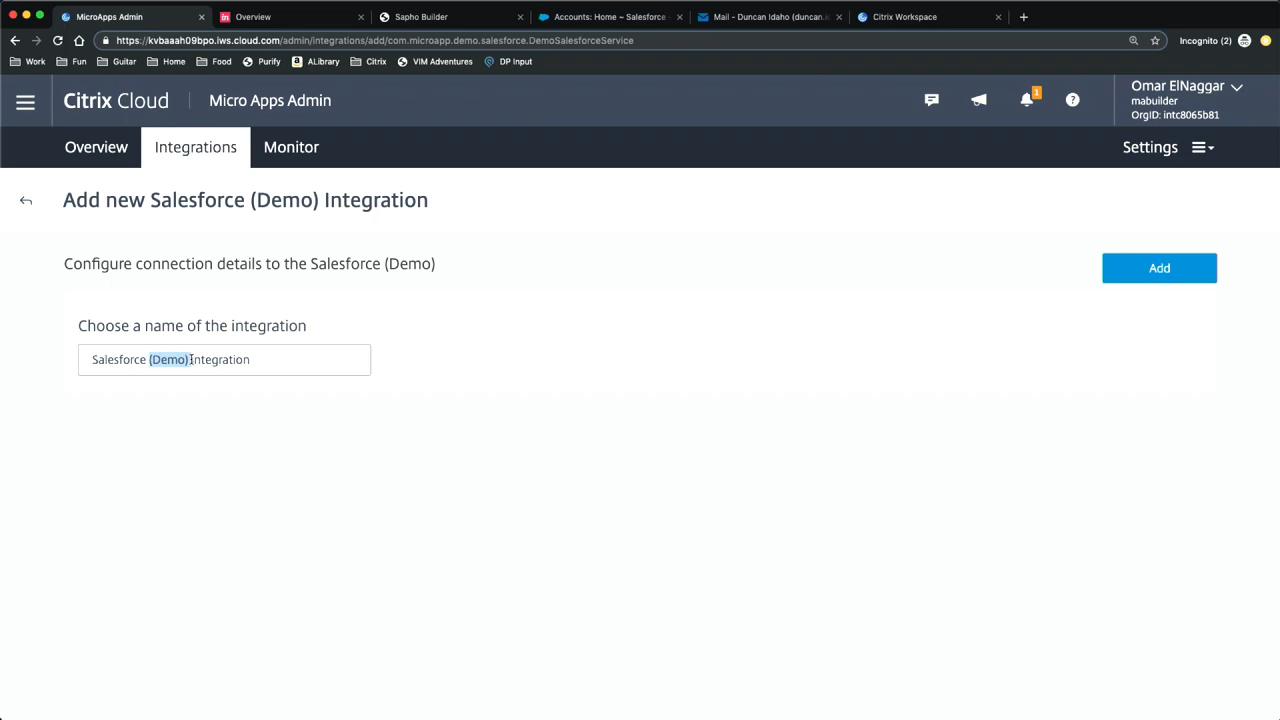 MicroApps Admin
Overview
Sapho Builder
Accounts: Home ~ Salesforce
Mail - Duncan Idaho (duncan.i
Citrix Workspace
https://kvbaaah09bpo.iws.cloud.com/admin/integrations/add/com.microapp.demo.salesforce.DemoSalesforceService
Incognito (2)
Work
Fun
Guitar
Home
Food
Purify
ALibrary
Citrix
VIM Adventures
DP Input
Citrix Cloud
Micro Apps Admin
1
Omar ElNaggar
mabuilder
OrgID: intc8065b81
Overview
Integrations
Monitor
Settings
Add new Salesforce (Demo) Integration
Configure connection details to the Salesforce (Demo)
Add
Choose a name of the integration
Salesforce (Demo) Integration